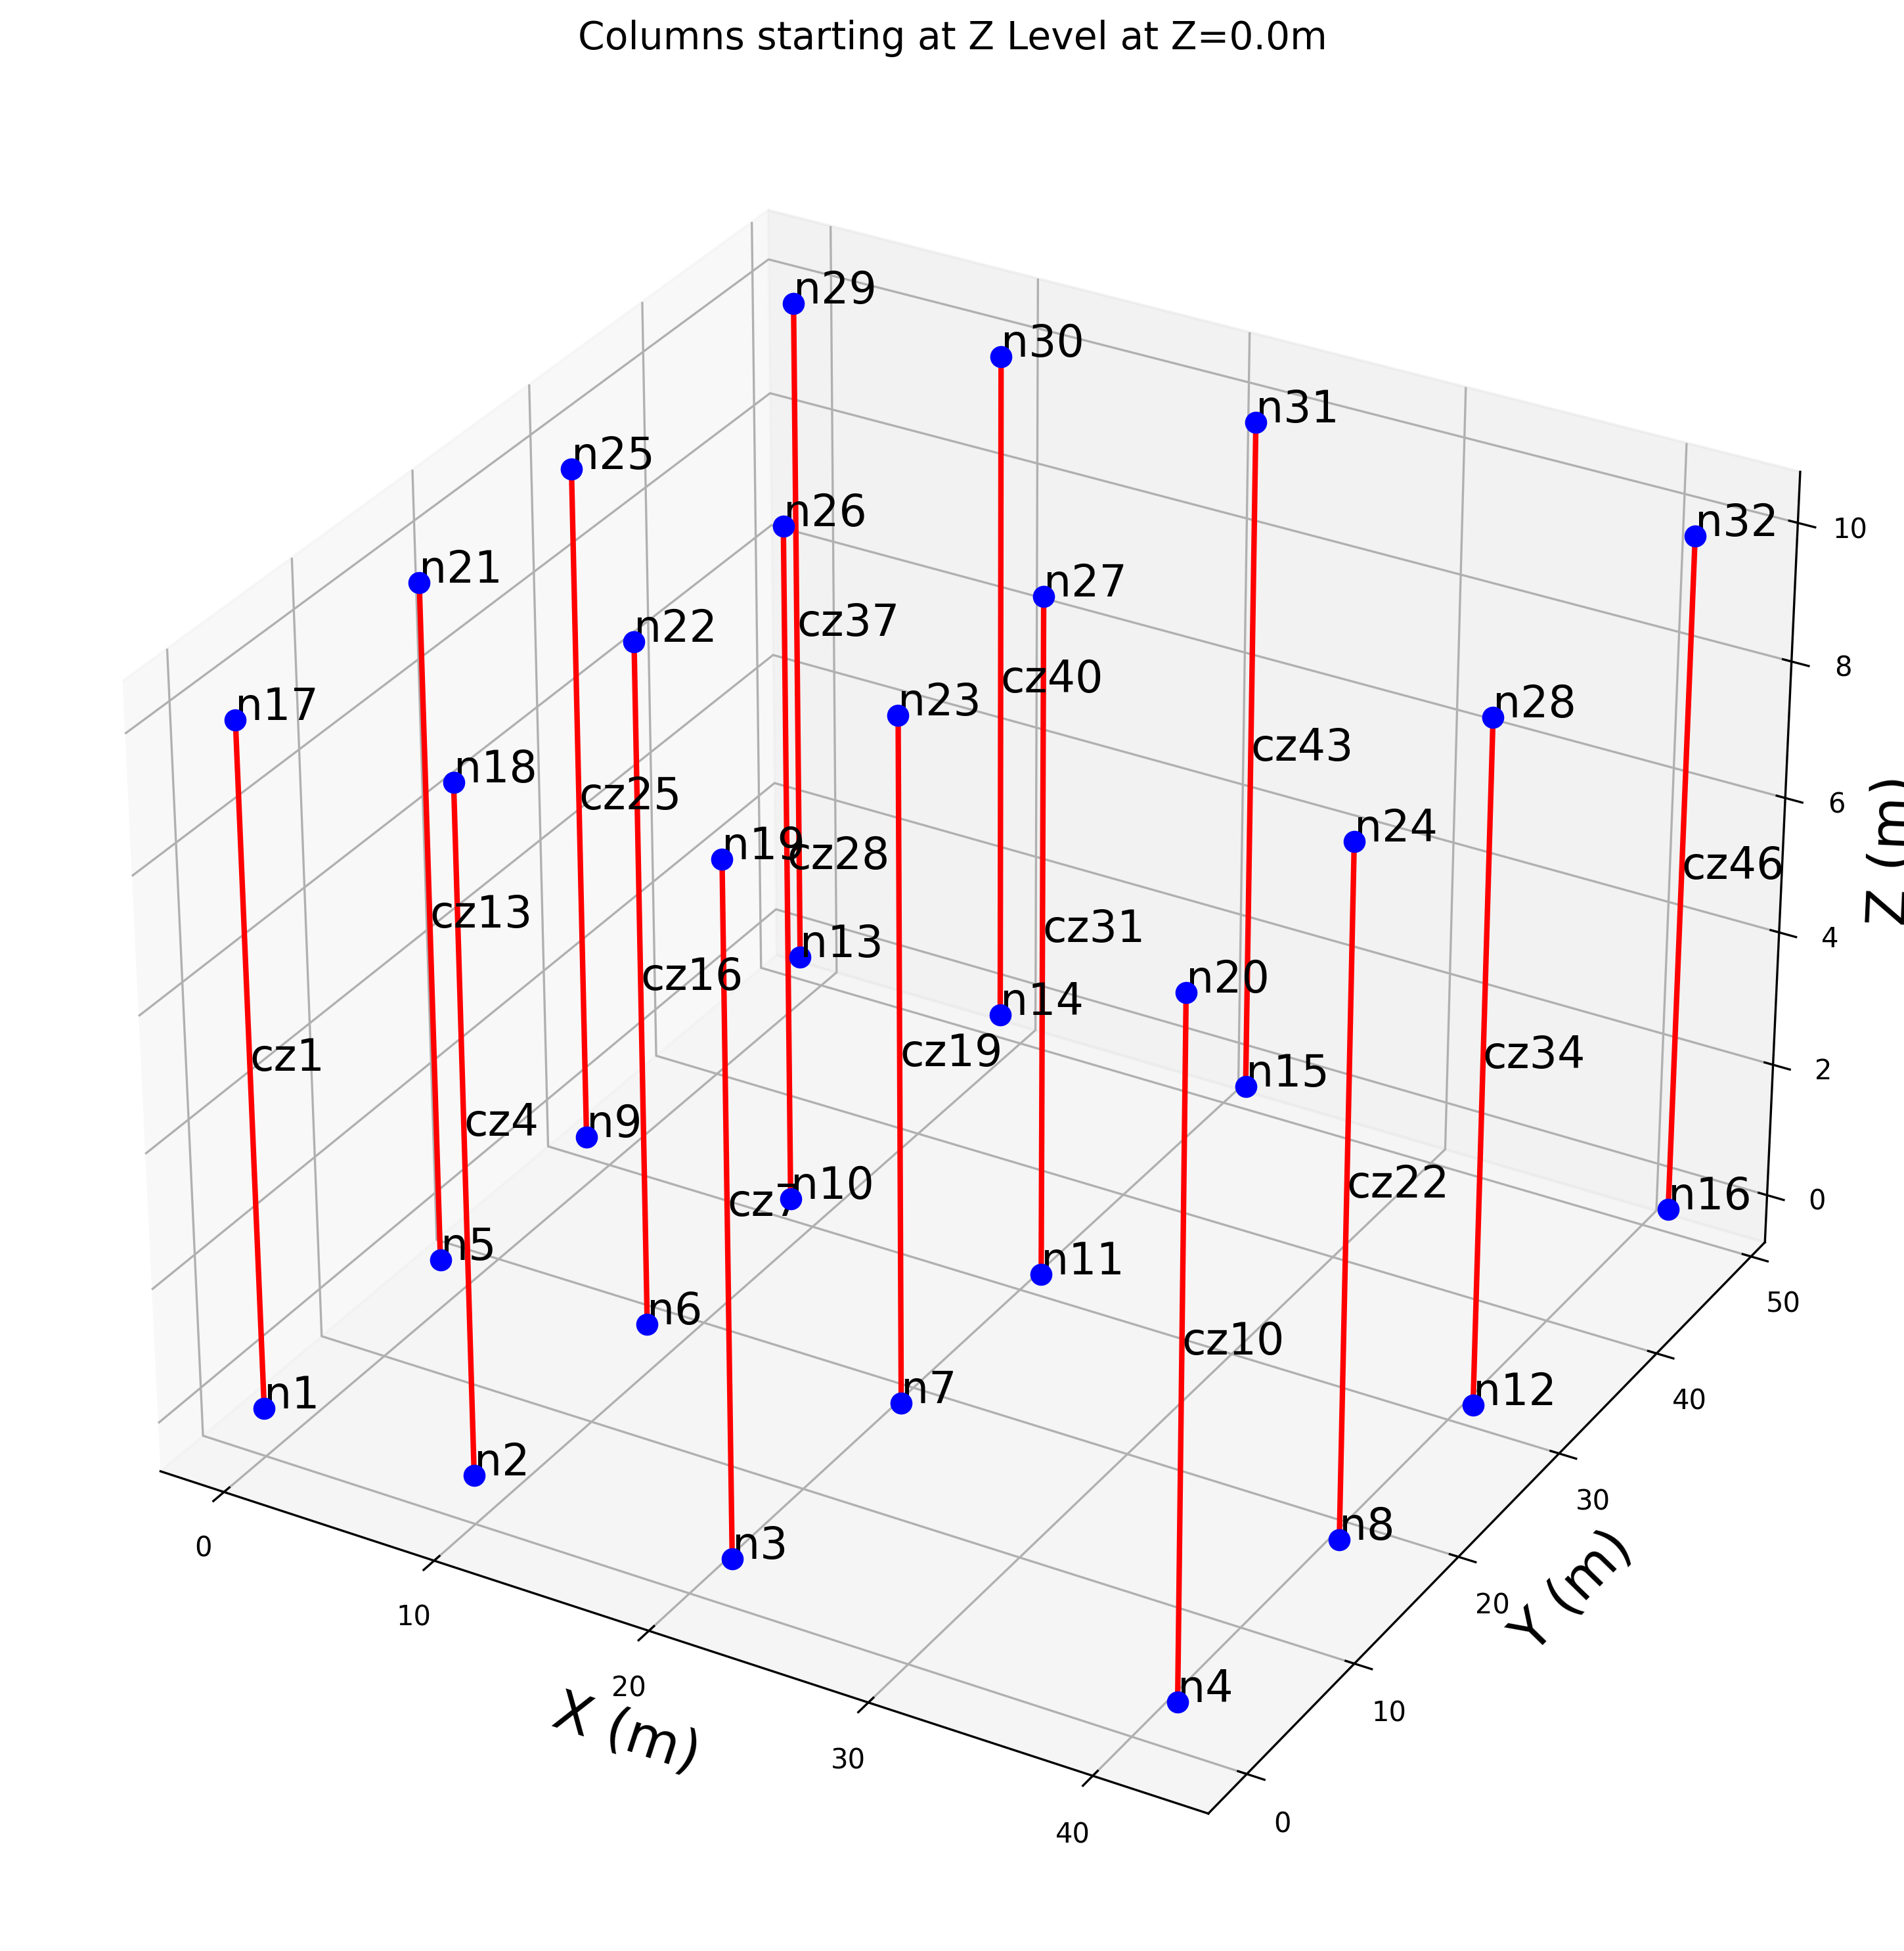 Columns starting at Z Level at Z=0.0m
n29
n30
n31
n25
n26
n32
n21
n27
n22
cz37
cz40
n17
n23
n28
cz43
n18
cz25
n24
n19
cz28
cz46
cz13
cz31
n13
cz16
n20
n14
cz19
cz34
cz1
n15
cz4
n9
cz22
n10
cz7
n16
n5
n11
n6
cz10
n7
n12
n1
n2
n8
n3
n4
10
8
6
4
2
0
Z (m)
50
40
30
20
10
0
Y (m)
0
10
20
30
40
X (m)